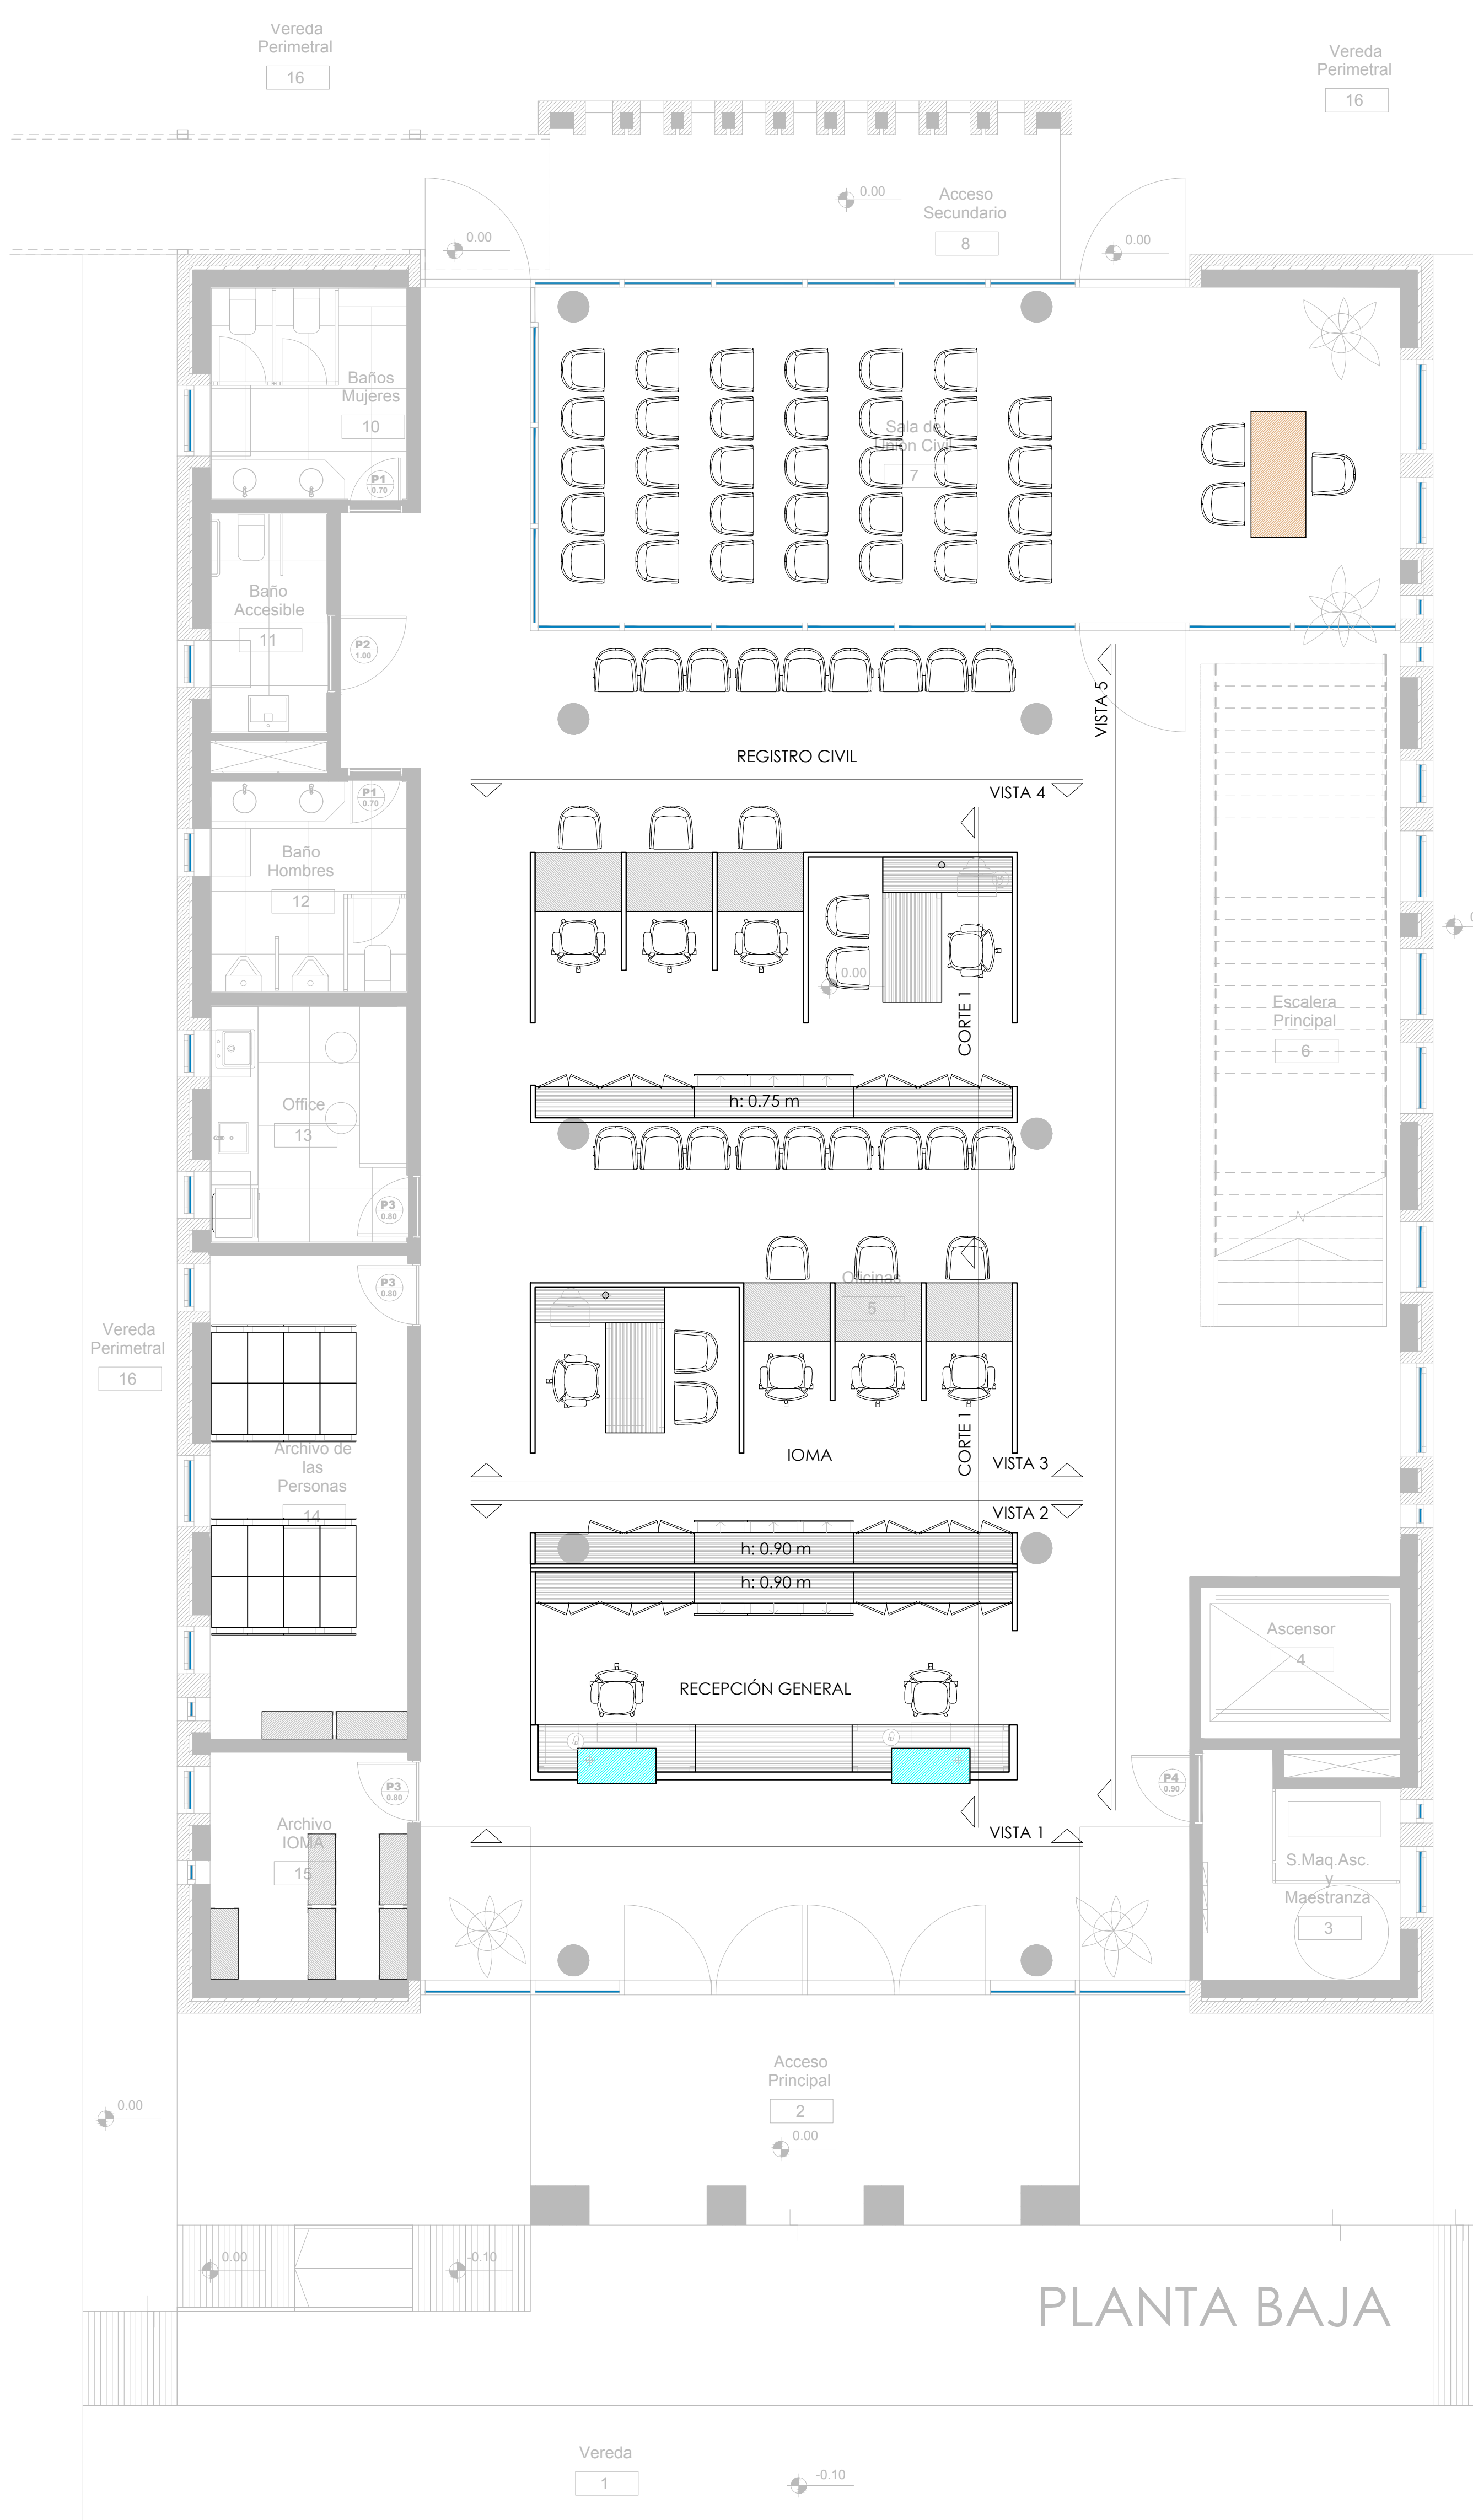 Vereda
Perimetral
16
Vereda
Perimetral
16
0.00
Acceso
Secundario
8
0.00
0.00
Baños
Mujeres
10
P1
0.70
Sala de
Unión Civil
7
Baño
Accesible
11
P2
1.00
VISTA 5
REGISTRO CIVIL
VISTA 4
P1
0.70
Baño
Hombres
12
0.00
CORTE 1
Escalera
Principal
6
h: 0.75 m
Office
13
P3
0.80
P3
0.80
Oficinas
5
Vereda
Perimetral
16
Archivo de
las
Personas
14
IOMA
CORTE 1
VISTA 3
VISTA 2
h: 0.90 m
h: 0.90 m
Ascensor
4
RECEPCIÓN GENERAL
P3
0.80
P4
0.90
Archivo
IOMA
15
VISTA 1
S.Maq.Asc.
y
Maestranza
3
Acceso
Principal
2
0.00
0.00
0.00
-0.10
PLANTA BAJA
Vereda
1
-0.10